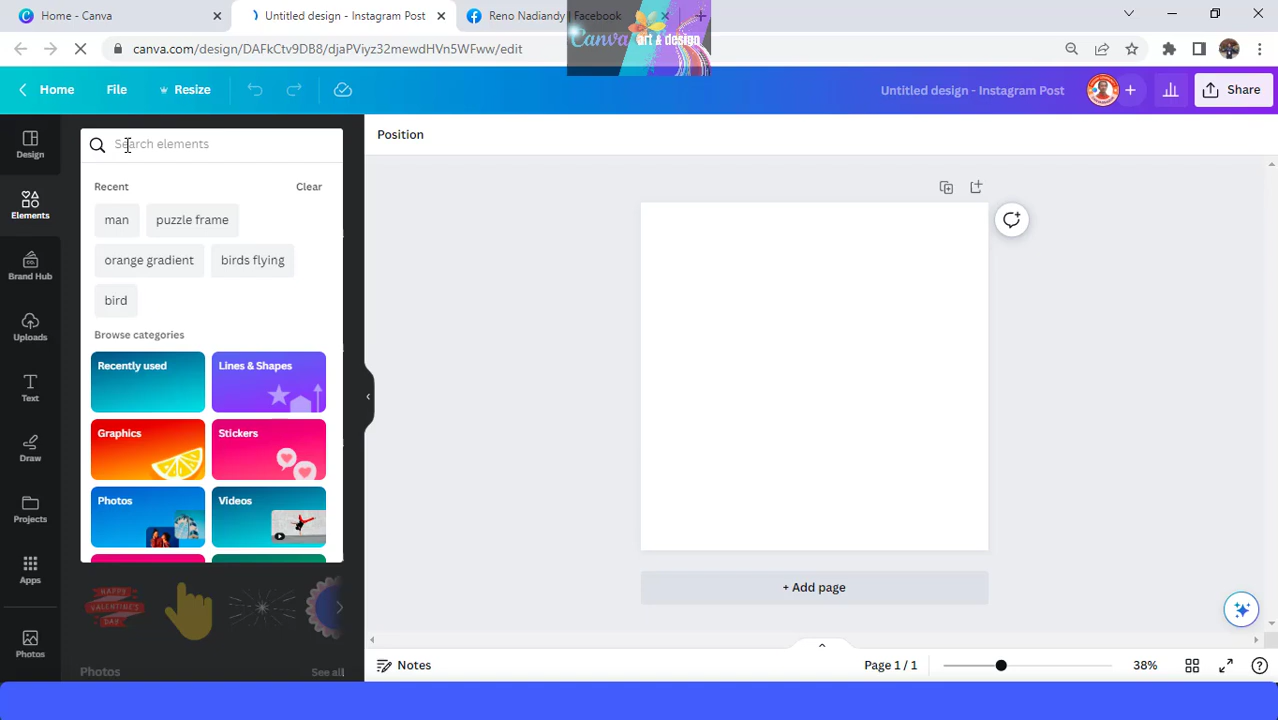 Home - Canva
Untitled design - Instagram Post
Reno Nadiandy | Facebook
canva.com/design/DAFkCtv9DB8/djaPViyz32mewdHVn5WFww/edit
Canva
art & design
Home
File
Resize
Untitled design - Instagram Post
Share
Design
Elements
Brand Hub
Uploads
Text
Draw
Projects
Apps
Photos
Search elements
Recent
Clear
man
puzzle frame
orange gradient
birds flying
bird
Browse categories
Recently used
Lines & Shapes
Graphics
Stickers
Photos
Videos
HAPPY
VALENTINE'S
DAY
Photos
See all
Position
+ Add page
Notes
Page 1 / 1
38%